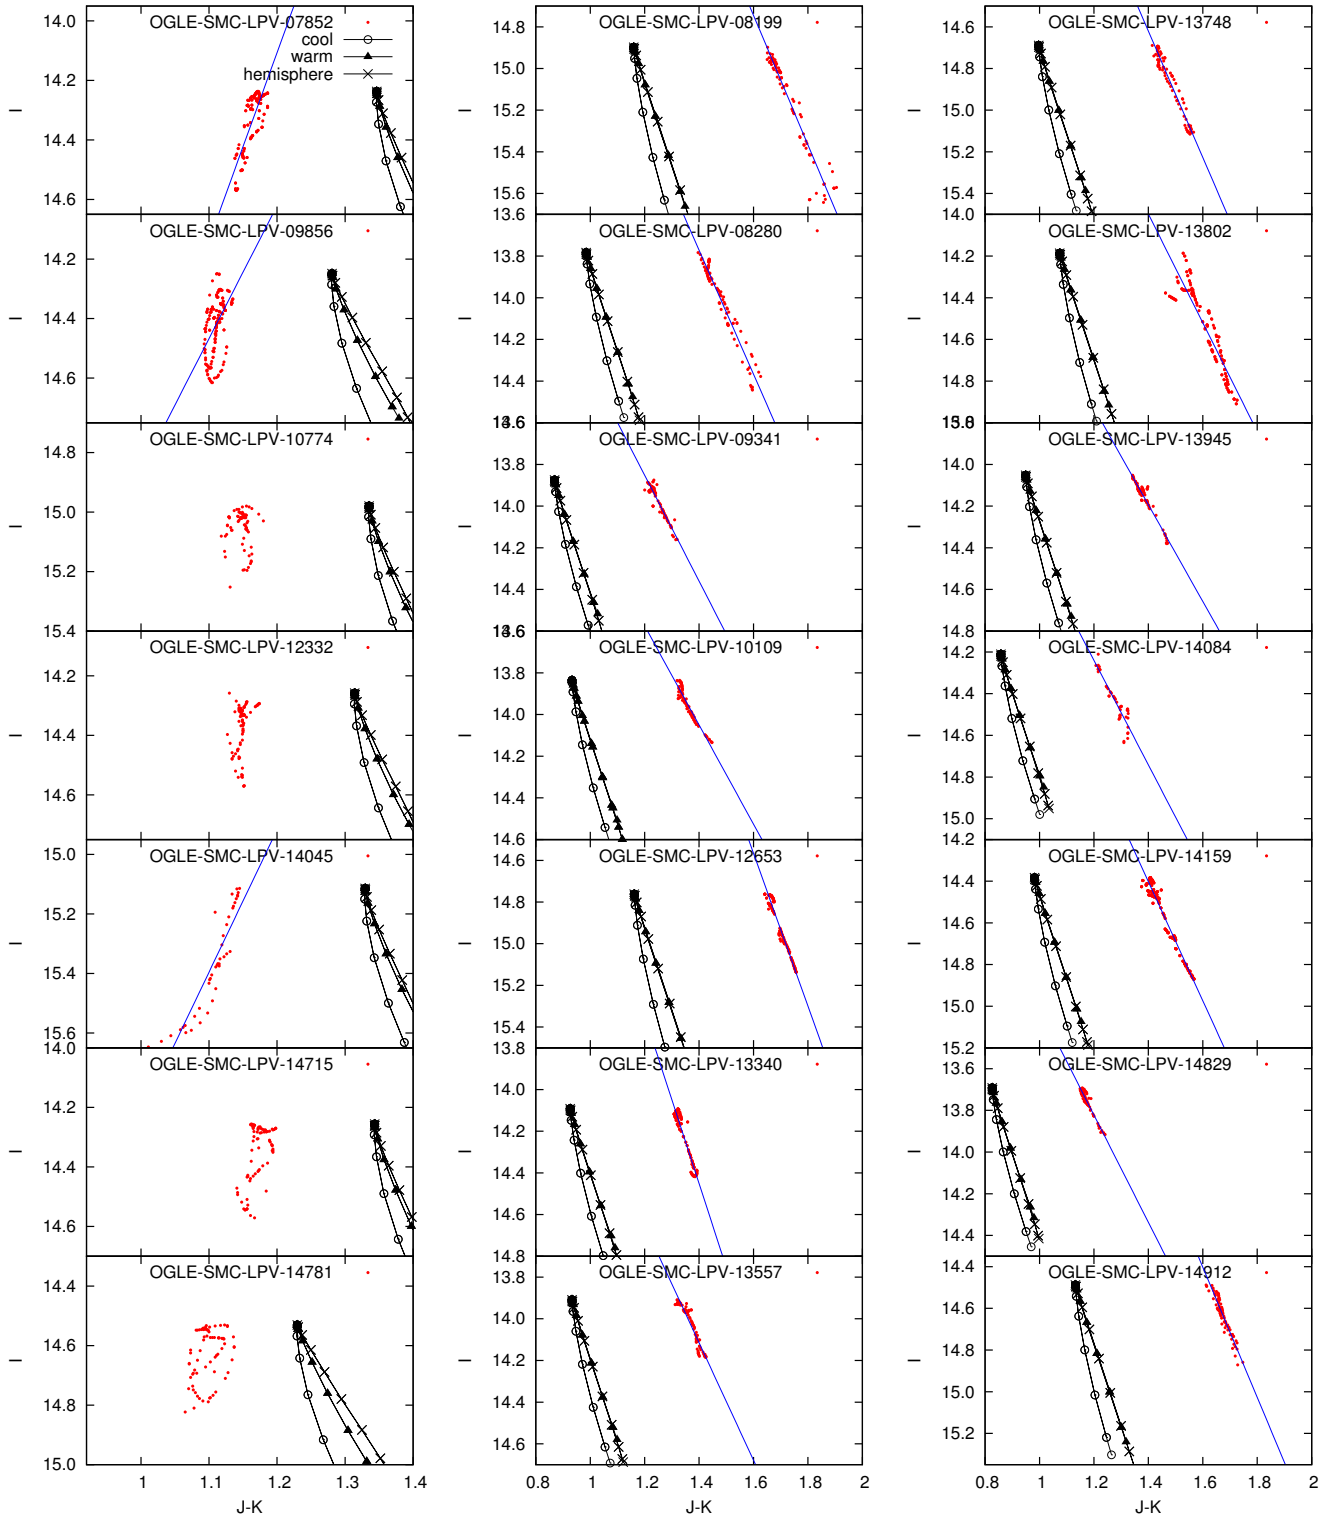 OGLE-SMC-LPV-07852
cool
warm
hemisphere
14.0
14.2
14.4
14.6
I
OGLE-SMC-LPV-09856
14.2
14.4
14.6
I
OGLE-SMC-LPV-10774
14.8
15.0
15.2
15.4
I
OGLE-SMC-LPV-12332
14.2
14.4
14.6
I
OGLE-SMC-LPV-14045
15.0
15.2
15.4
15.6
I
OGLE-SMC-LPV-14715
14.0
14.2
14.4
14.6
I
OGLE-SMC-LPV-14781
14.4
14.6
14.8
15.0
I
1 1.1 1.2 1.3 1.4
J-K
OGLE-SMC-LPV-08199
14.8
15.0
15.2
15.4
15.6
I
OGLE-SMC-LPV-08280
13.6
13.8
14.0
14.2
14.4
I
OGLE-SMC-LPV-09341
13.8
14.0
14.2
14.4
I
OGLE-SMC-LPV-10109
13.8
14.0
14.2
14.4
14.6
I
OGLE-SMC-LPV-12653
14.6
14.8
15.0
15.2
15.4
I
OGLE-SMC-LPV-13340
13.8
14.0
14.2
14.4
14.6
14.8
I
OGLE-SMC-LPV-13557
13.8
14.0
14.2
14.4
14.6
I
0.8 1 1.2 1.4 1.6 1.8 2
J-K
OGLE-SMC-LPV-13748
14.6
14.8
15.0
15.2
15.4
I
OGLE-SMC-LPV-13802
14.0
14.2
14.4
14.6
14.8
I
OGLE-SMC-LPV-13945
14.0
14.2
14.4
14.6
14.8
I
OGLE-SMC-LPV-14084
14.2
14.4
14.6
14.8
15.0
I
OGLE-SMC-LPV-14159
14.2
14.4
14.6
14.8
15.0
15.2
I
OGLE-SMC-LPV-14829
13.6
13.8
14.0
14.2
14.4
I
OGLE-SMC-LPV-14912
14.4
14.6
14.8
15.0
15.2
I
0.8 1 1.2 1.4 1.6 1.8 2
J-K